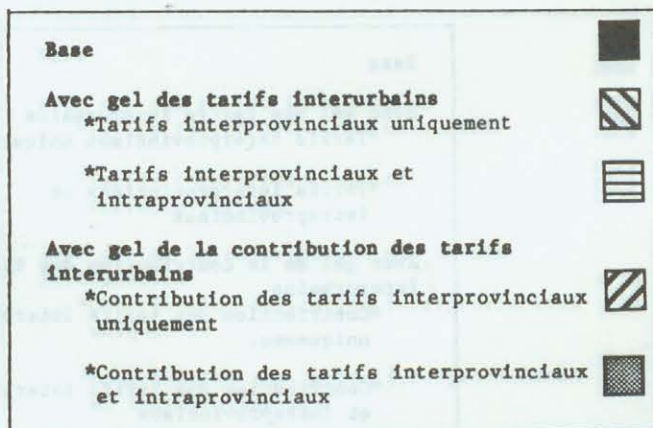 Base
Avec gel des tarifs interurbains
*Tarifs interprovinciaux uniquement
*Tarifs interprovinciaux et
intraprovinciaux
Avec gel de la contribution des tarifs
interurbains
*Contribution des tarifs interprovinciaux
uniquement
*Contribution des tarifs interprovinciaux
et intraprovinciaux